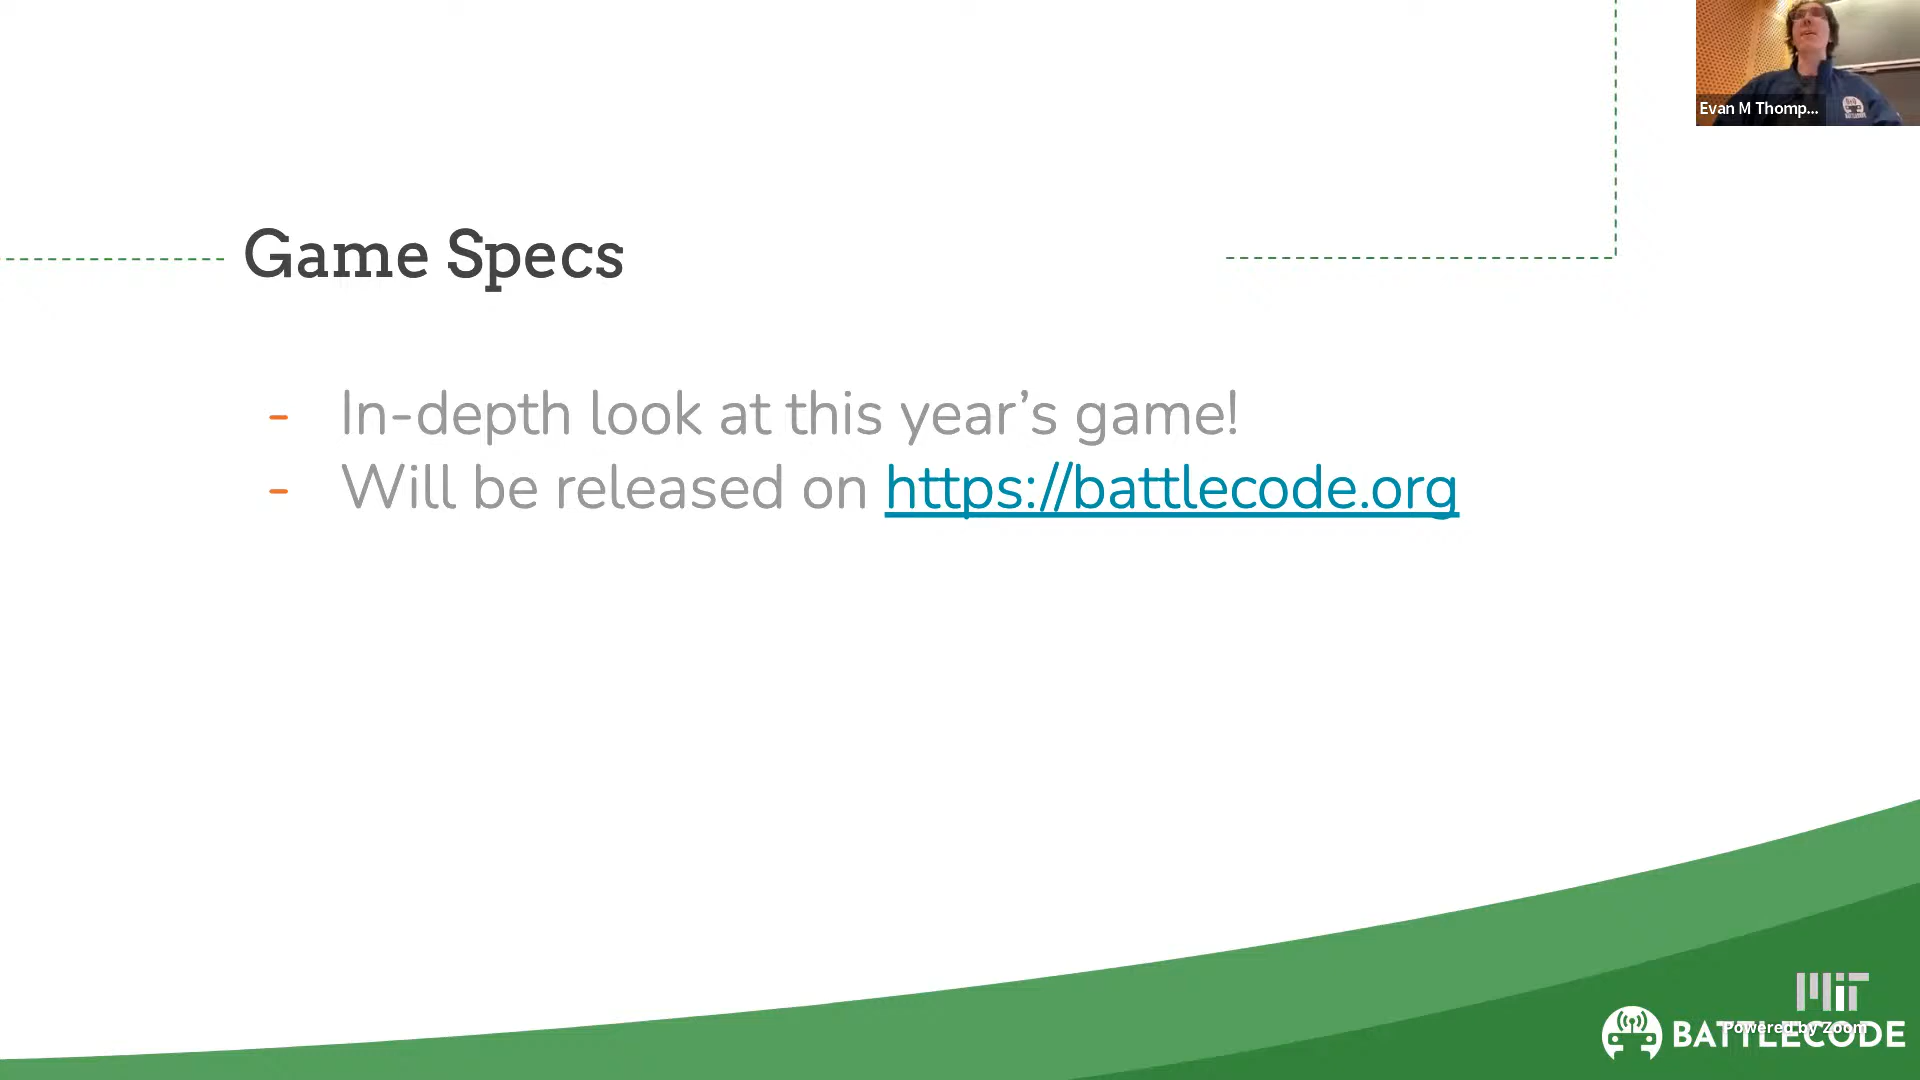 Evan M Thomp...
Game Specs
- In-depth look at this year’s game!
- Will be released on https://battlecode.org
MIT
Powered by Zoom
BATTLECODE